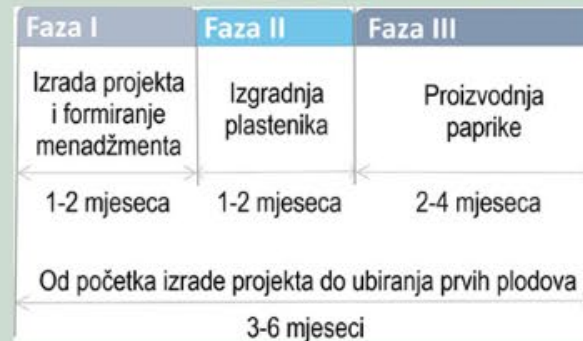 Faza I
Faza II
Faza III
Izrada projekta
i formiranje
menadžmenta
Izgradnja
plastenika
Proizvodnja
paprike
1-2 mjeseca
1-2 mjeseca
2-4 mjeseca
Od početka izrade projekta do ubiranja prvih plodova
3-6 mjeseci